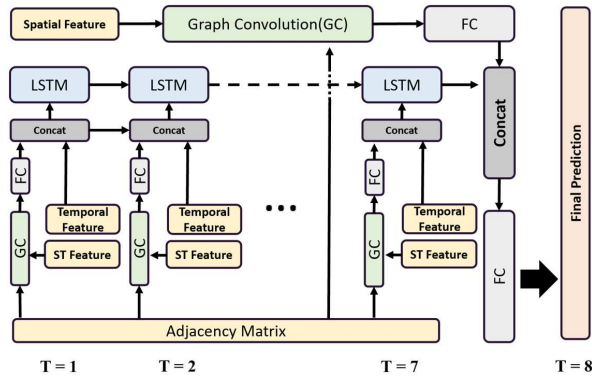 Spatial Feature
Graph Convolution(GC)
FC
LSTM
LSTM
LSTM
Concat
Concat
Concat
Concat
FC
FC
FC
Temporal
Feature
Temporal
Feature
...
Temporal
Feature
GC
ST Feature
GC
ST Feature
GC
ST Feature
FC
Final Prediction
Adjacency Matrix
T = 1
T = 2
T = 7
T = 8